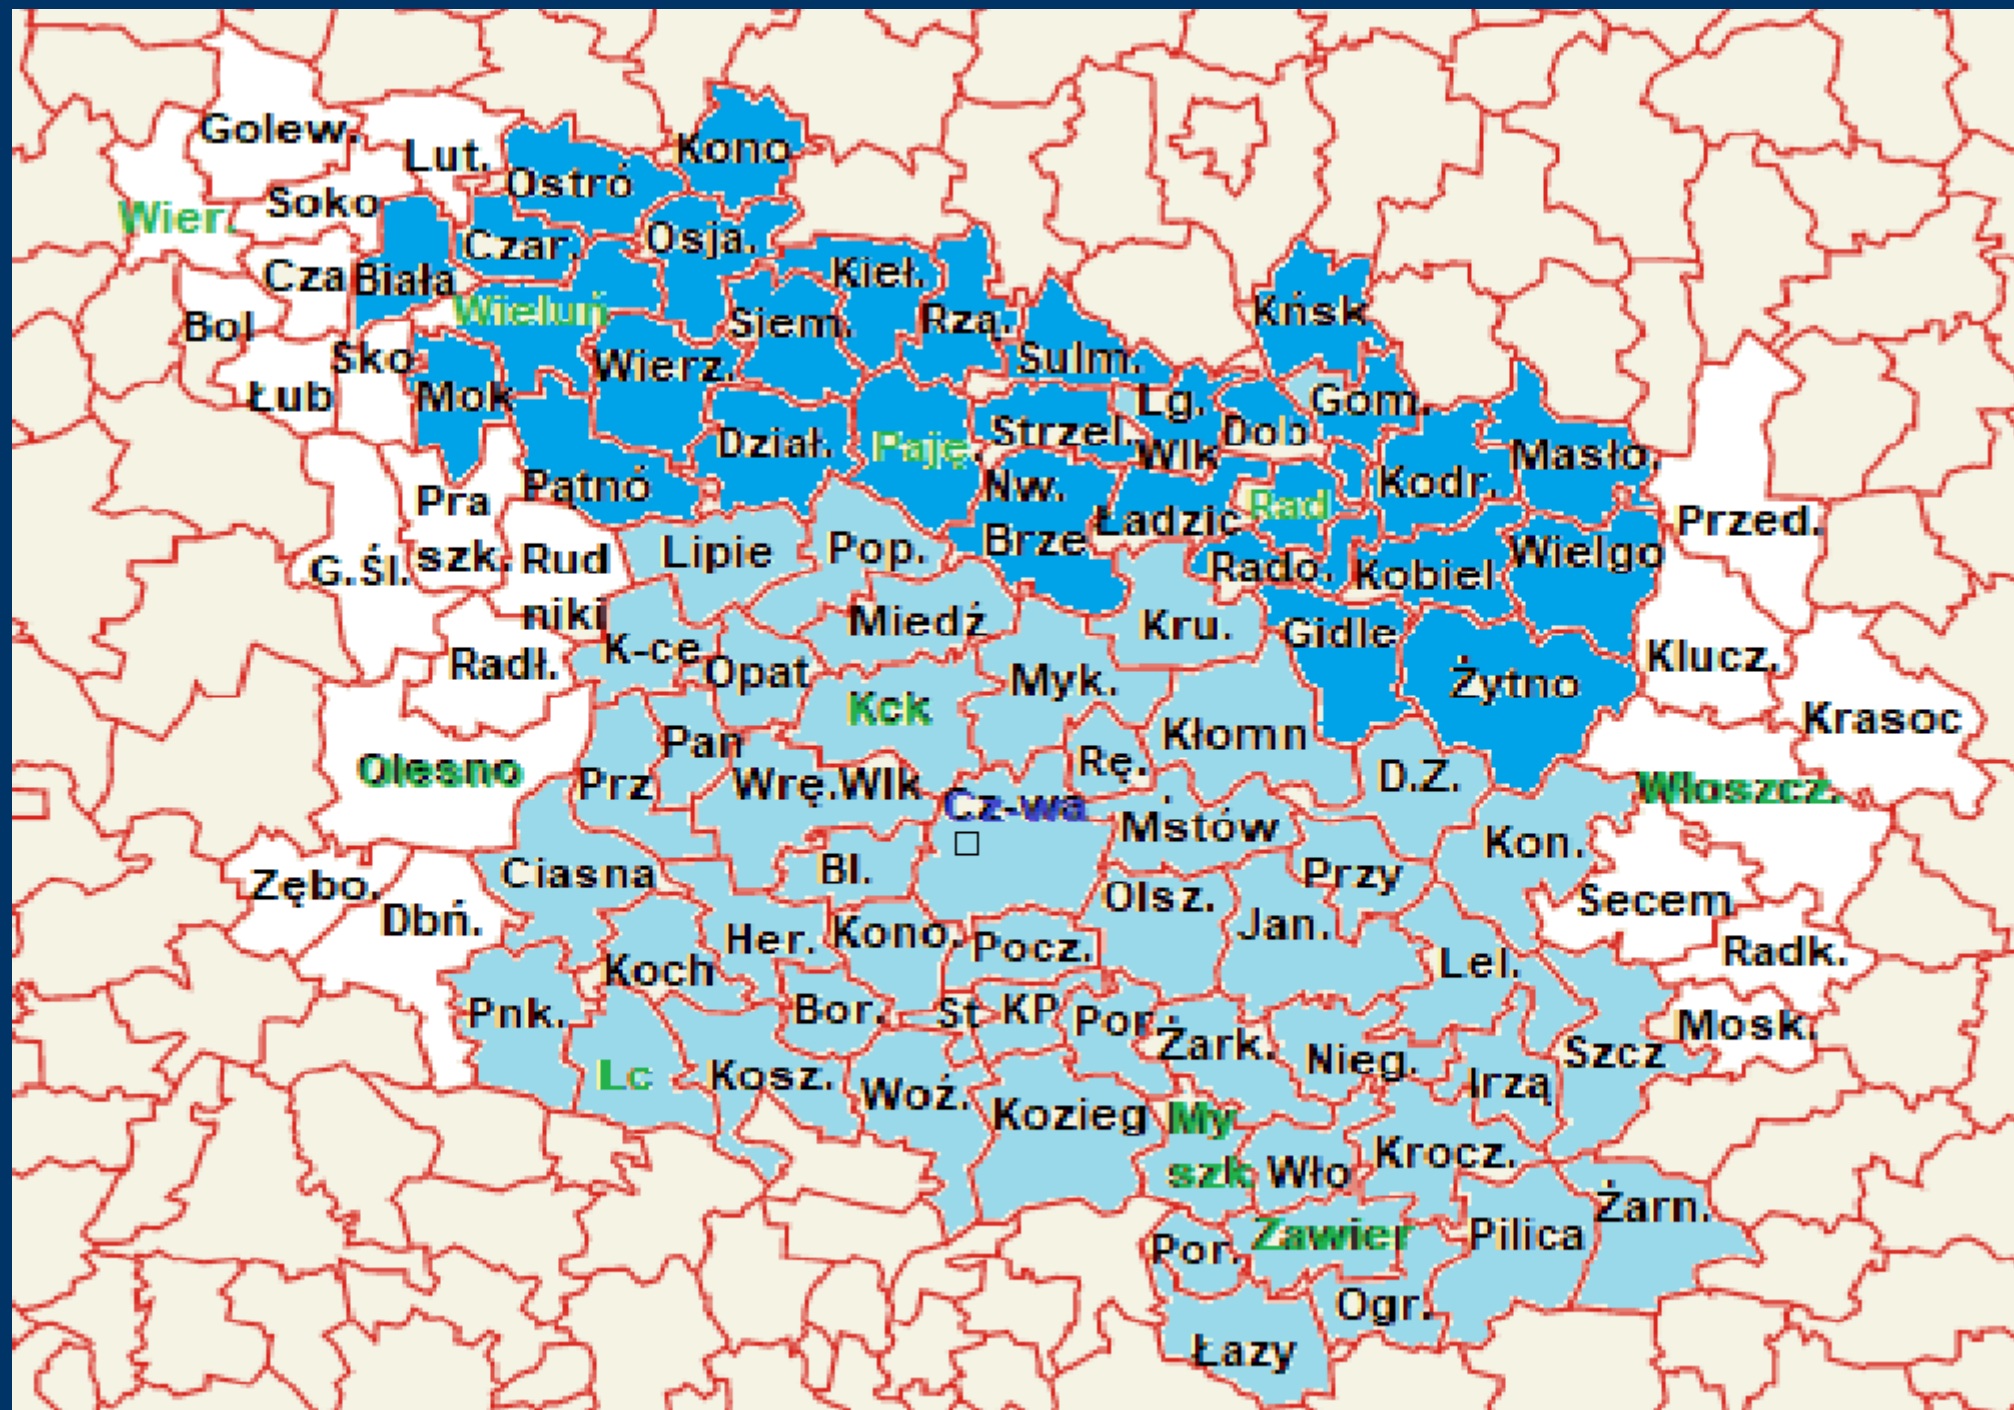 Golew.
Lut.
Kono
Ostró
Soko
Wier.
Czar.
Osja.
Cza
Biała
Kieł.
Wieluń
Bol
Siem.
Rzą.
Kńsk
Sko
Wierz.
Sulm.
Łub
Mok
Lg.
Gom.
Dział.
Paję.
Strzel.
Wlk
Dob
Masło.
Pątnó
Nw.
Kodr.
Pra
szk.
Ładzic
Rad
Przed.
G.śl.
Rud
niki
Lipie
Pop.
Brze
Rado.
Kobiel
Wielgo
Miedź
Kru.
Gidle
Radł.
K-ce
Opat
Myk.
Żytno
Klucz.
Kck
Krasoc
Olesno
Pan
Kłomn
Prz
Wrę.Wlk
Rę.
D.Z.
Włoszcz.
Cz-wa
Mstów
Kon.
Zębo.
Ciasna
Bl.
Olsz.
Przy
Secem
Dbń.
Her.
Kono.
Pocz.
Jan.
Lel.
Radk.
Koch
Pnk.
Bor.
St
KP
Por.
Żark.
Nieg.
Szcz
Mosk.
Lc
Kosz.
Woź.
Kozieg
Irzą
My
szk
Wło
Krocz.
Żarn.
Por.
Zawier
Pilica
Ogr.
Łazy